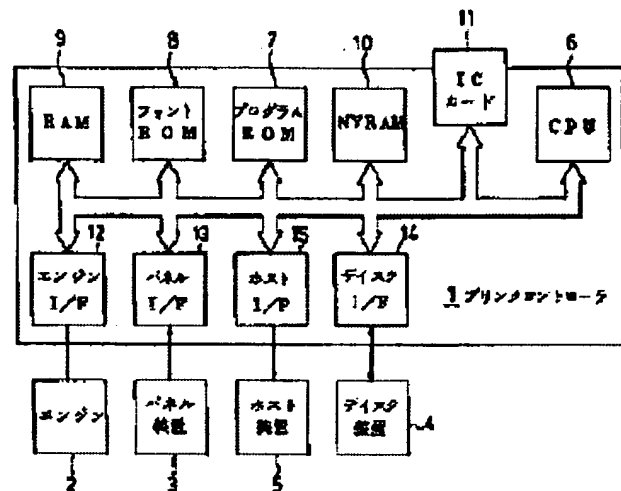 9 8 7 10 11 6
RAM
フォント
ROM
プログラム
ROM
NVRAM
IC
カード
CPU
12 13 15 14
エンジン
I/F
パネル
I/F
ホスト
I/F
ディスク
I/F
1 プリンタコントローラ
エンジン
パネル
装置
ホスト
装置
ディスク
装置
4
2 3 5